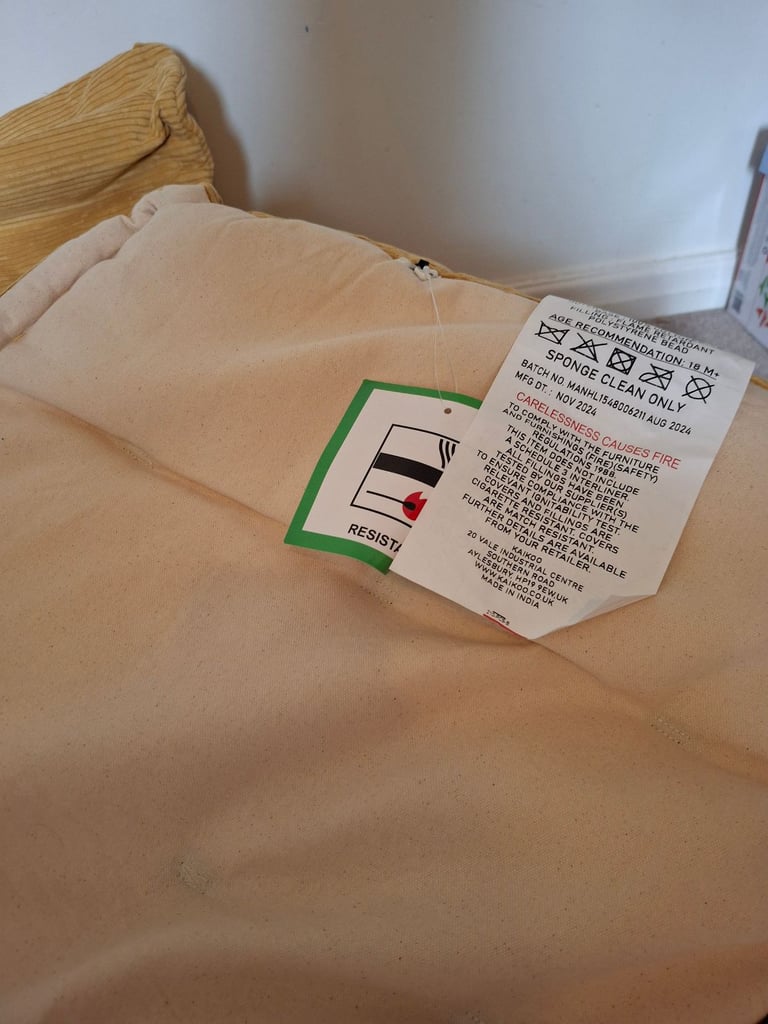 FILLING: FLAME RETARDANT
POLYSTYRENE BEAD
AGE RECOMMENDATION: 18 M+
SPONGE CLEAN ONLY
BATCH NO. MANHL1548006211 AUG 2024
MFG DT.: NOV 2024
CARELESSNESS CAUSES FIRE
TO COMPLY WITH THE FURNITURE
AND FURNISHINGS (FIRE)(SAFETY)
REGULATIONS 1988
THIS ITEM DOES NOT INCLUDE
A SCHEDULE 3 INTERLINER
ALL FILLINGS HAVE BEEN
TESTED BY OUR SUPPLIER(S)
TO ENSURE COMPLIANCE WITH THE
RELEVANT IGNITABILITY TEST.
COVERS AND FILLINGS ARE
CIGARETTE RESISTANT. COVERS
ARE MATCH RESISTANT.
FURTHER DETAILS ARE AVAILABLE
FROM YOUR RETAILER.
KAIKOO
20 VALE INDUSTRIAL CENTRE
SOUTHERN ROAD
AYLESBURY, HP19 9EW,UK
WWW.KAIKOO.CO.UK
MADE IN INDIA
RESISTA